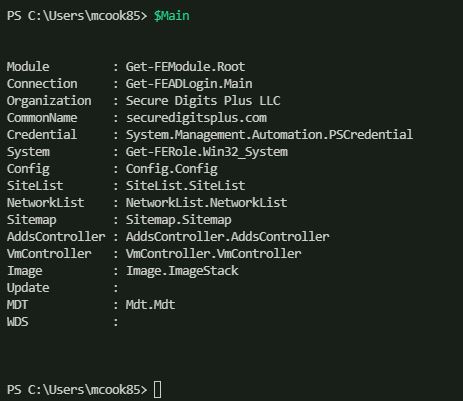 PS C:\Users\mcook85> $Main
Module         : Get-FEModule.Root
Connection     : Get-FEADLogin.Main
Organization   : Secure Digits Plus LLC
CommonName     : securedigitsplus.com
Credential     : System.Management.Automation.PSCredential
System         : Get-FERole.Win32_System
Config         : Config.Config
SiteList       : SiteList.SiteList
NetworkList    : NetworkList.NetworkList
Sitemap        : Sitemap.Sitemap
AddsController : AddsController.AddsController
VmController   : VmController.VmController
Image          : Image.ImageStack
Update         :
MDT            : Mdt.Mdt
WDS            :
PS C:\Users\mcook85>